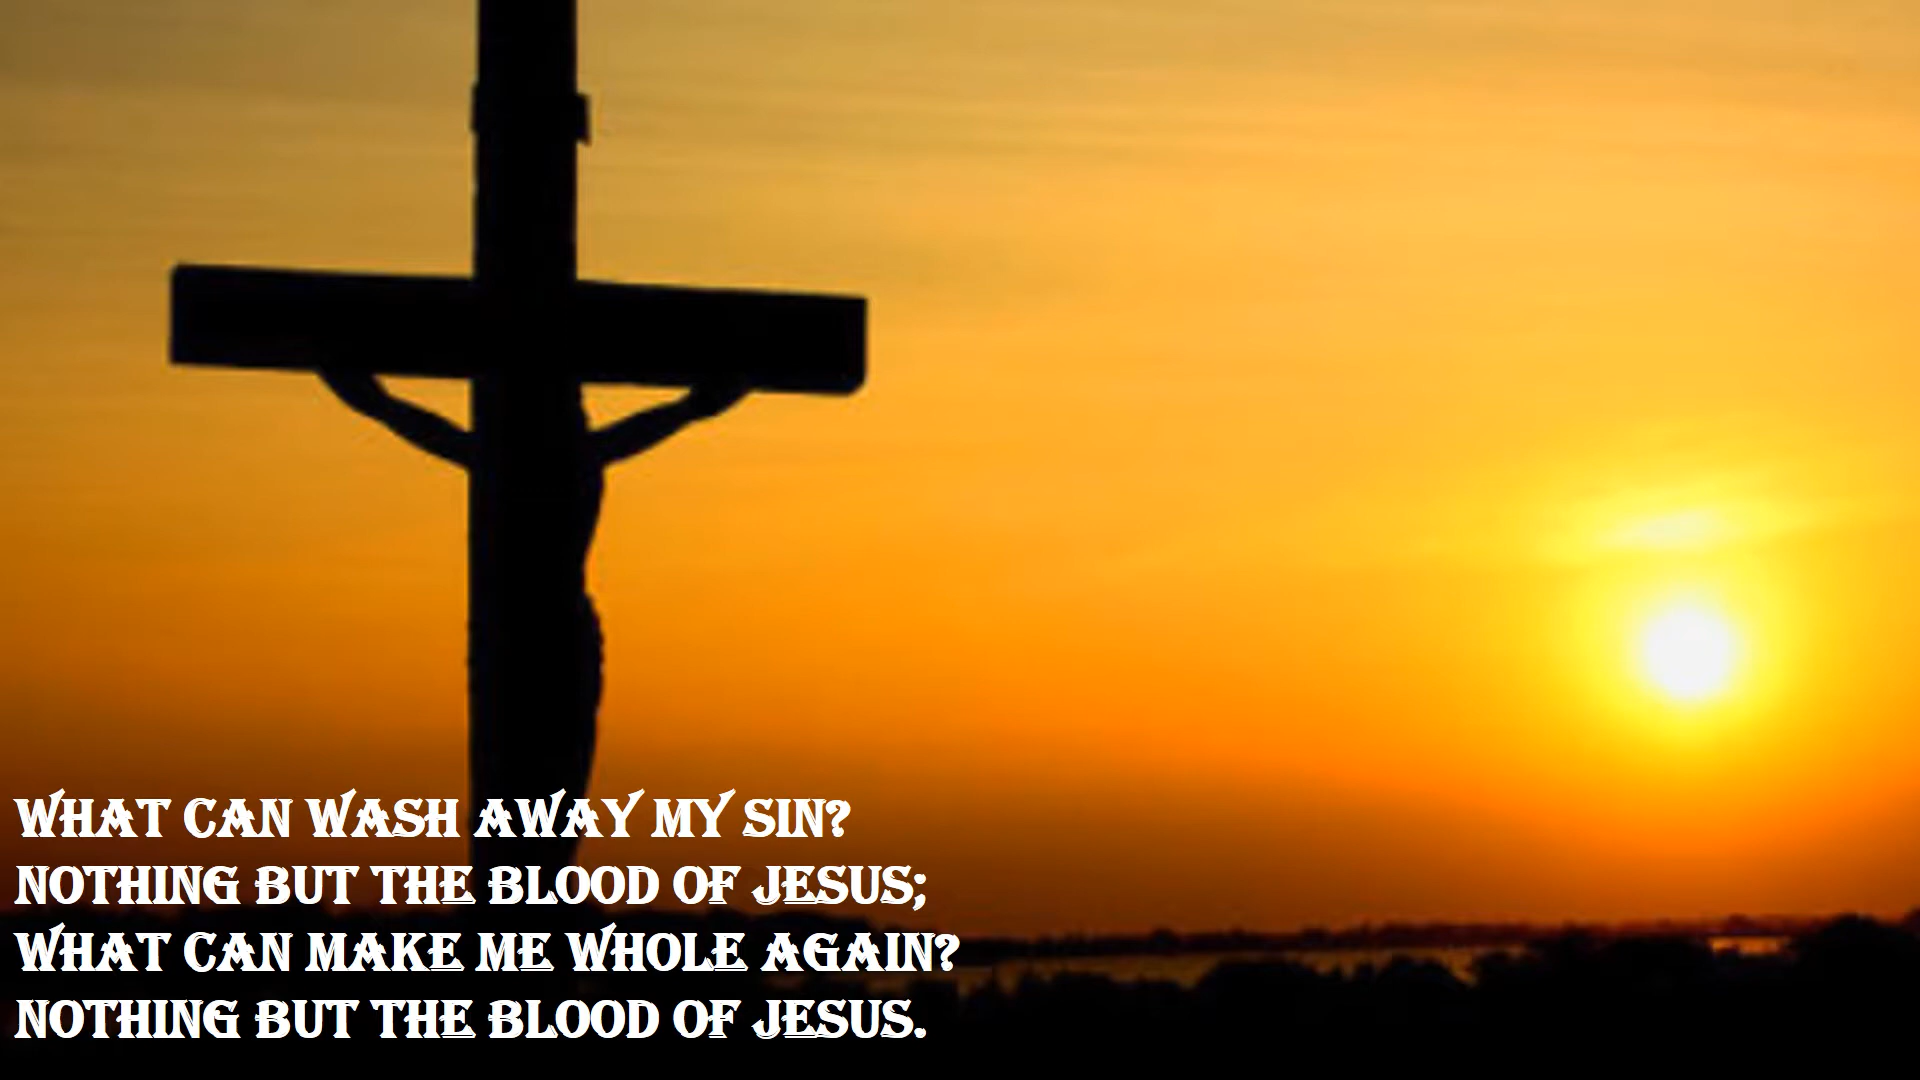 WHAT CAN WASH AWAY MY SIN?
NOTHING BUT THE BLOOD OF JESUS;
WHAT CAN MAKE ME WHOLE AGAIN?
NOTHING BUT THE BLOOD OF JESUS.